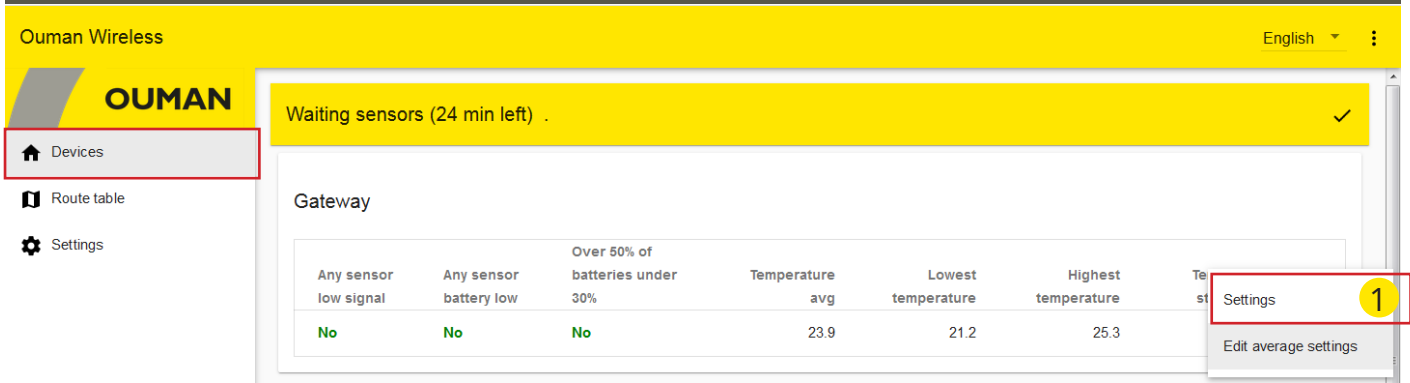 Ouman Wireless
English
OUMAN
Waiting sensors (24 min left) .
Devices
Route table
Settings
Gateway
Any sensor low signal
Any sensor battery low
Over 50% of batteries under 30%
Temperature avg
Lowest temperature
Highest temperature
No
No
No
23.9
21.2
25.3
Settings
1
Edit average settings